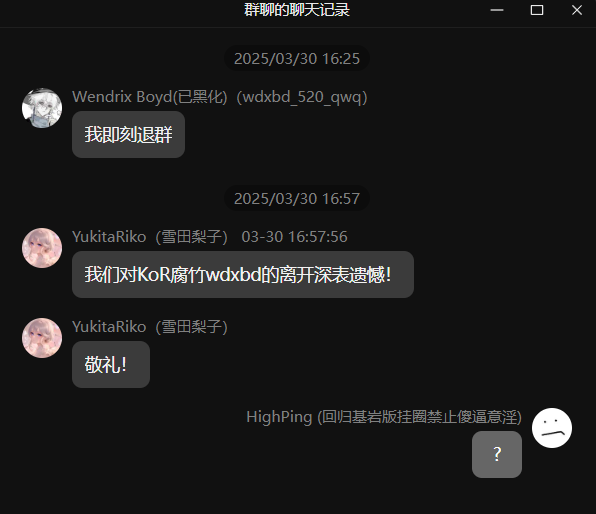 群聊的聊天记录
2025/03/30 16:25
Wendrix Boyd(已黑化)（wdxbd_520_qwq）
我即刻退群
2025/03/30 16:57
YukitaRiko（雪田梨子） 03-30 16:57:56
我们对KoR腐竹wdxbd的离开深表遗憾！
YukitaRiko（雪田梨子）
敬礼！
HighPing (回归基岩版挂圈禁止傻逼意淫)
?